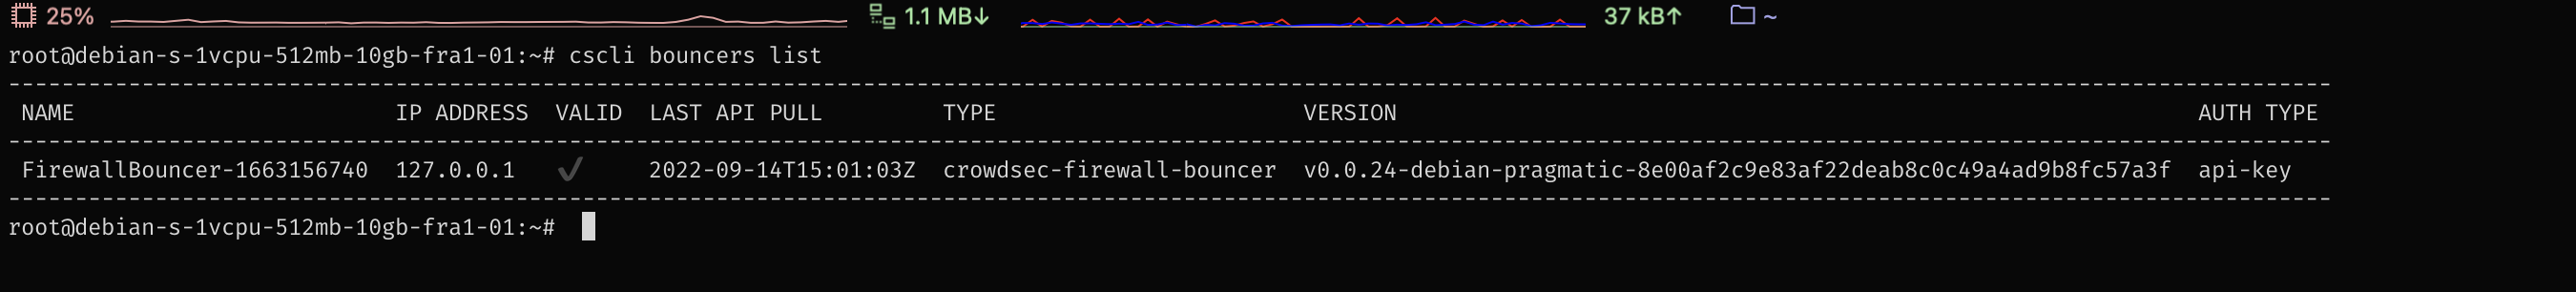 25% 1.1 MB↓ 37 kB↑ ~
root@debian-s-1vcpu-512mb-10gb-fra1-01:~# cscli bouncers list
--------------------------------------------------------------------------------------------------------------------------------------------------------------------------------
NAME IP ADDRESS VALID LAST API PULL TYPE VERSION AUTH TYPE
--------------------------------------------------------------------------------------------------------------------------------------------------------------------------------
FirewallBouncer-1663156740 127.0.0.1 ✔ 2022-09-14T15:01:03Z crowdsec-firewall-bouncer v0.0.24-debian-pragmatic-8e00af2c9e83af22deab8c0c49a4ad9b8fc57a3f api-key
--------------------------------------------------------------------------------------------------------------------------------------------------------------------------------
root@debian-s-1vcpu-512mb-10gb-fra1-01:~#